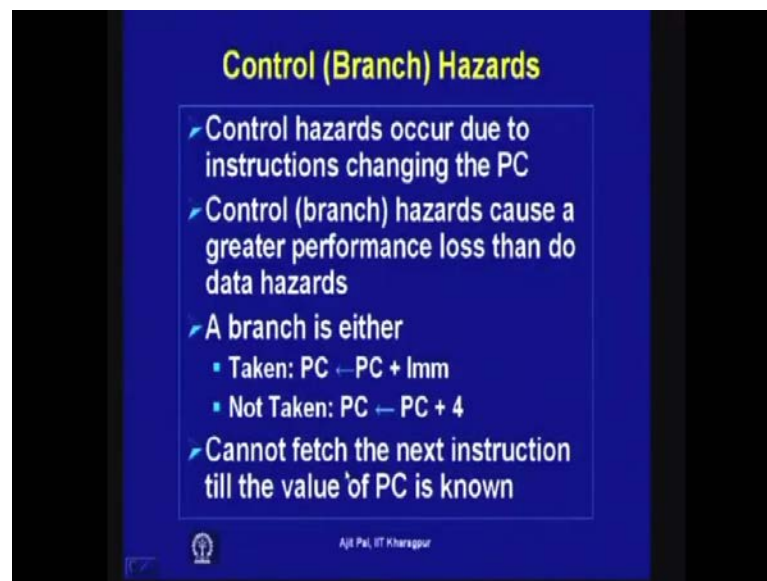 Control (Branch) Hazards
➢Control hazards occur due to
instructions changing the PC
➢Control (branch) hazards cause a
greater performance loss than do
data hazards
➢A branch is either
▪ Taken: PC ←PC + Imm
▪ Not Taken: PC ← PC + 4
➢Cannot fetch the next instruction
till the value of PC is known
Ajit Pal, IIT Kharagpur